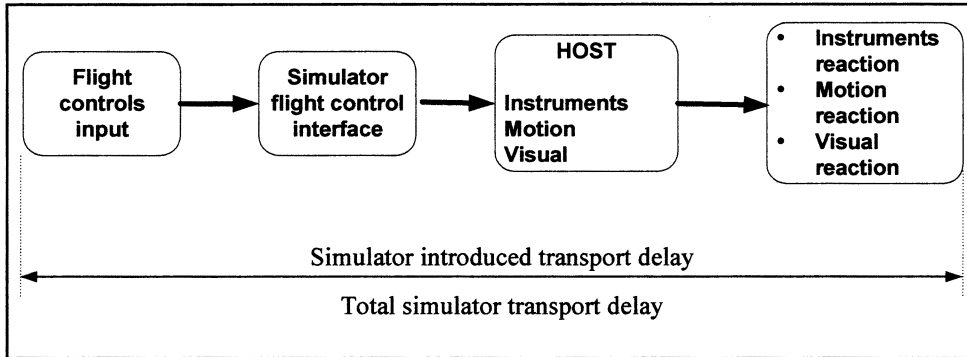 Flight
controls
input
Simulator
flight control
interface
HOST
Instruments
Motion
Visual
• Instruments
reaction
• Motion
reaction
• Visual
reaction
Simulator introduced transport delay
Total simulator transport delay